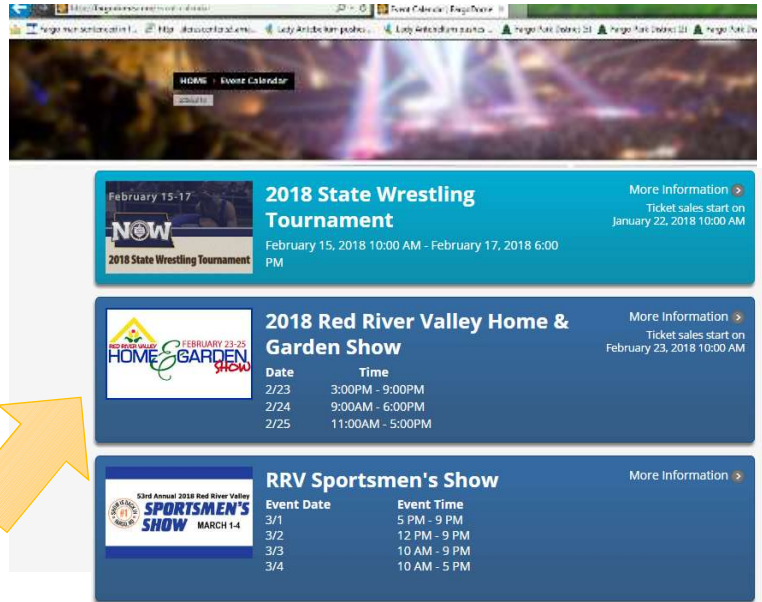 Event Calendar | FargoDome
HOME › Event Calendar
February 15-17
NOW
2018 State Wrestling Tournament
2018 State Wrestling
Tournament
February 15, 2018 10:00 AM - February 17, 2018 6:00
PM
More Information
Ticket sales start on
January 22, 2018 10:00 AM
RED RIVER VALLEY
FEBRUARY 23-25
HOME & GARDEN
SHOW
2018 Red River Valley Home &
Garden Show
Date Time
2/23 3:00PM - 9:00PM
2/24 9:00AM - 6:00PM
2/25 11:00AM - 5:00PM
More Information
Ticket sales start on
February 23, 2018 10:00 AM
53rd Annual 2018 Red River Valley
#1
SPORTSMEN'S
SHOW MARCH 1-4
RRV Sportsmen's Show
Event Date Event Time
3/1 5 PM - 9 PM
3/2 12 PM - 9 PM
3/3 10 AM - 9 PM
3/4 10 AM - 5 PM
More Information